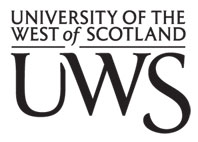 UNIVERSITY OF THE
WEST of SCOTLAND
UWS